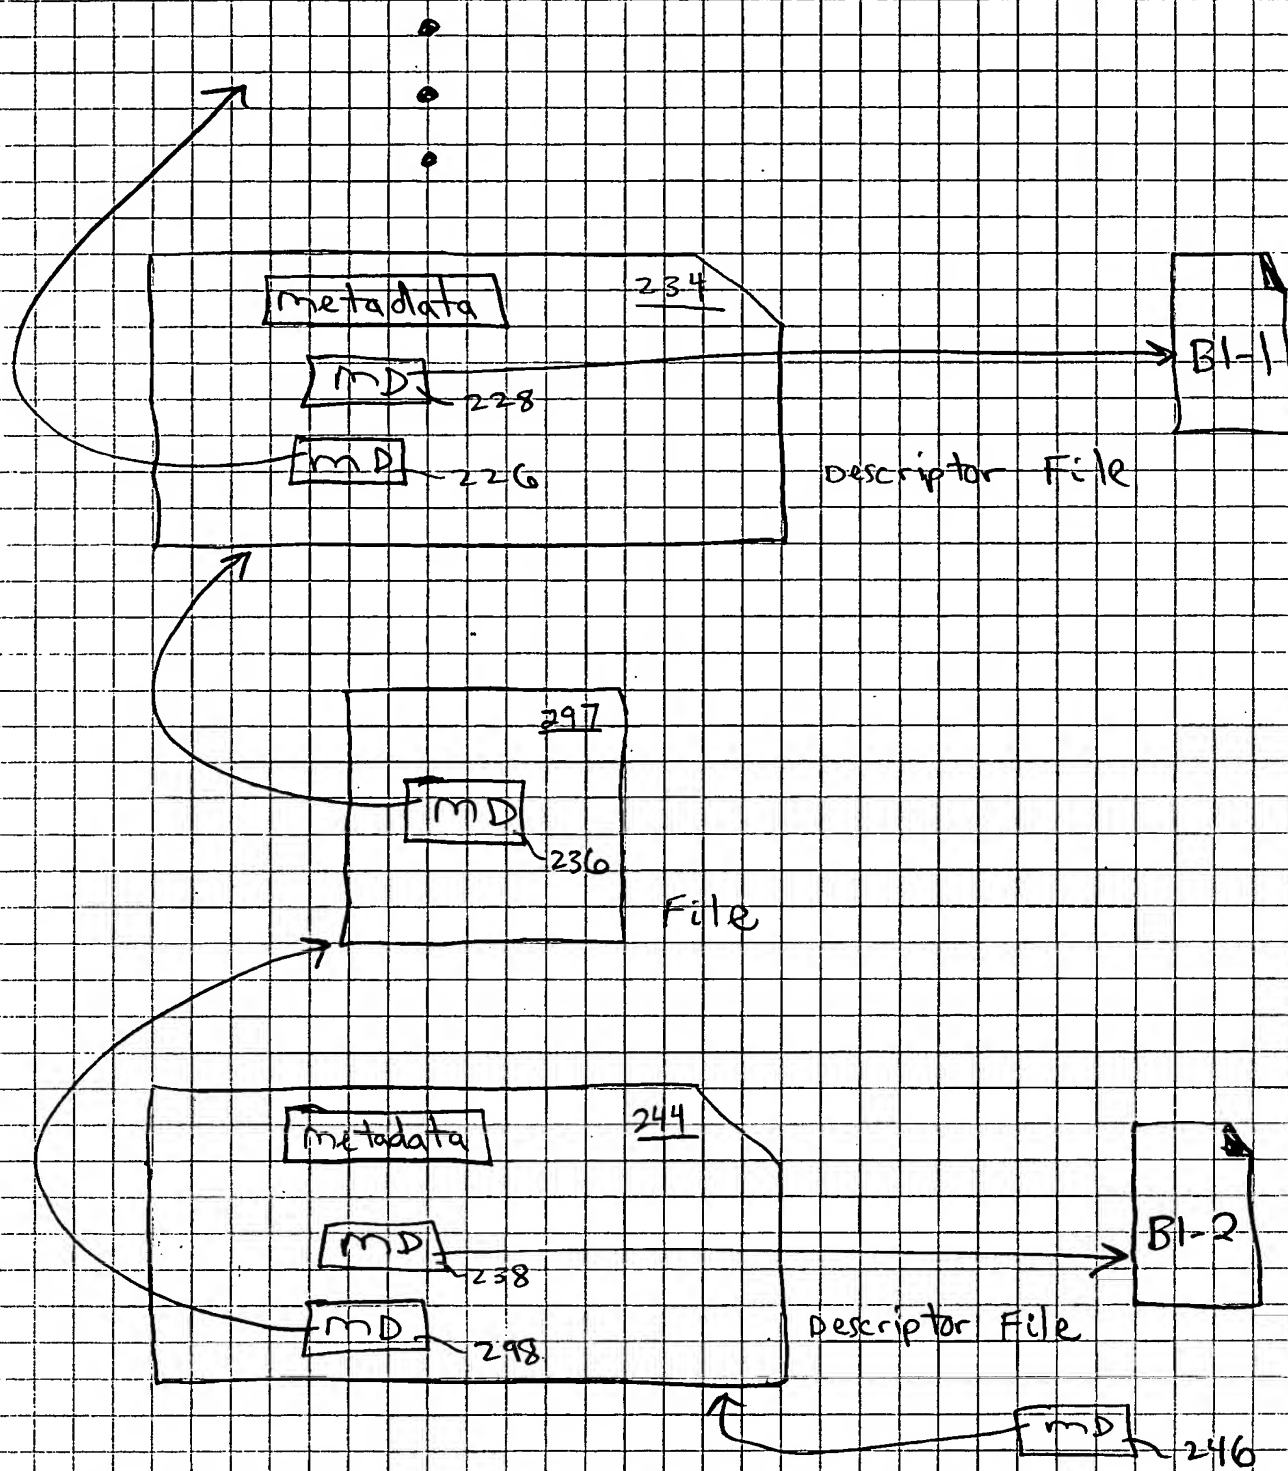 metadata 234
MD
228
B1-1
MD
226
Descriptor File
297
MD
236
File
metadata 244
MD
238
B1-2
MD
298
Descriptor File
MD
246